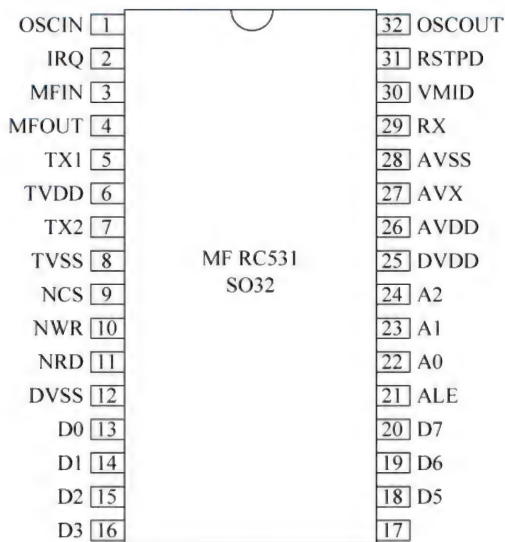 OSCIN 1 32 OSCOUT
IRQ 2 31 RSTPD
MFIN 3 30 VMID
MFOUT 4 29 RX
TX1 5 28 AVSS
TVDD 6 27 AVX
TX2 7 26 AVDD
TVSS 8 MF RC531 25 DVDD
SO32
NCS 9 24 A2
NWR 10 23 A1
NRD 11 22 A0
DVSS 12 21 ALE
D0 13 20 D7
D1 14 19 D6
D2 15 18 D5
D3 16 17